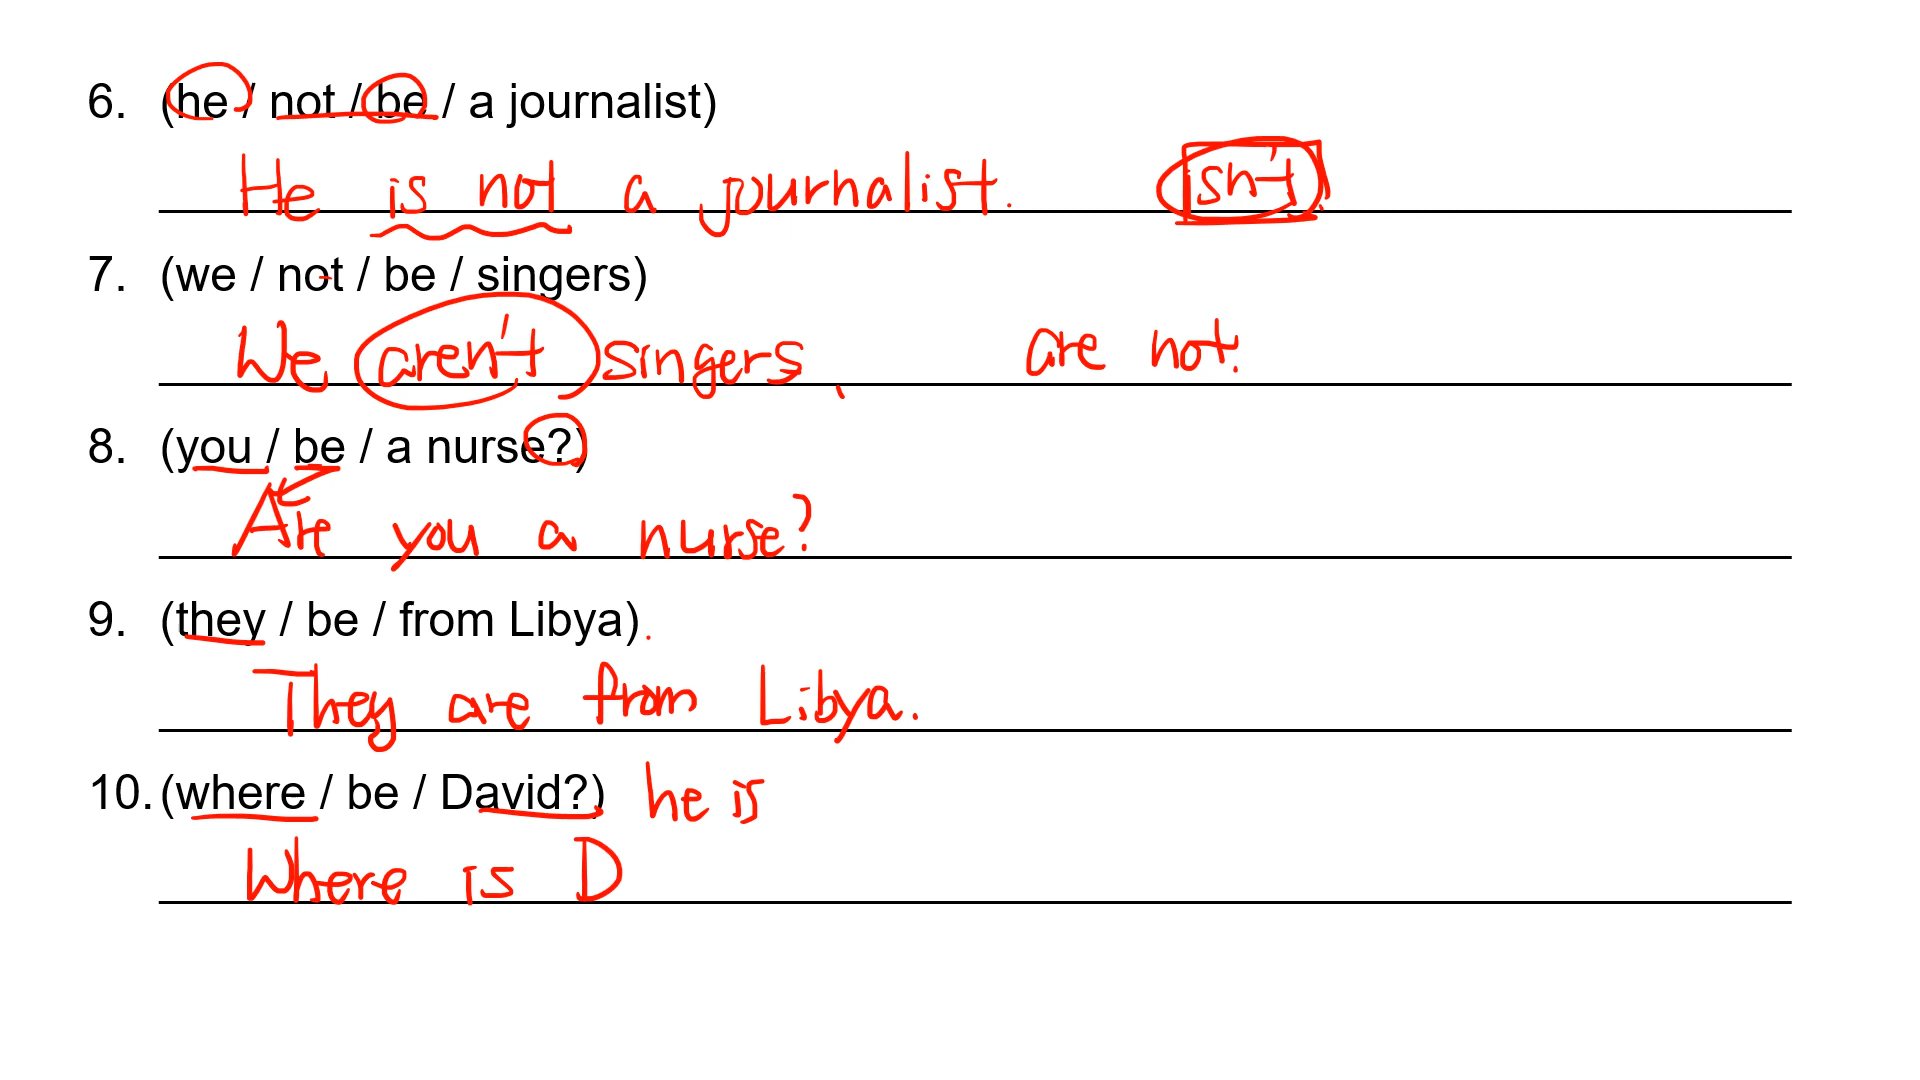 6. (he / not / be / a journalist)
He is not a journalist. isn't.
7. (we / not / be / singers)
We aren't singers. are not.
8. (you / be / a nurse?)
Are you a nurse?
9. (they / be / from Libya).
They are from Libya.
10. (where / be / David?) he is
Where is D